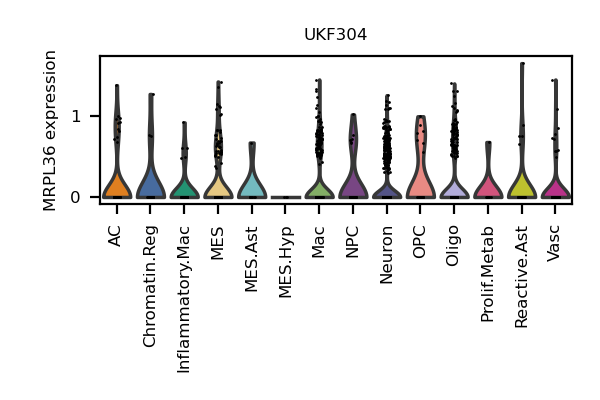 UKF304
MRPL36 expression
1
0
AC
Chromatin.Reg
Inflammatory.Mac
MES
MES.Ast
MES.Hyp
Mac
NPC
Neuron
OPC
Oligo
Prolif.Metab
Reactive.Ast
Vasc